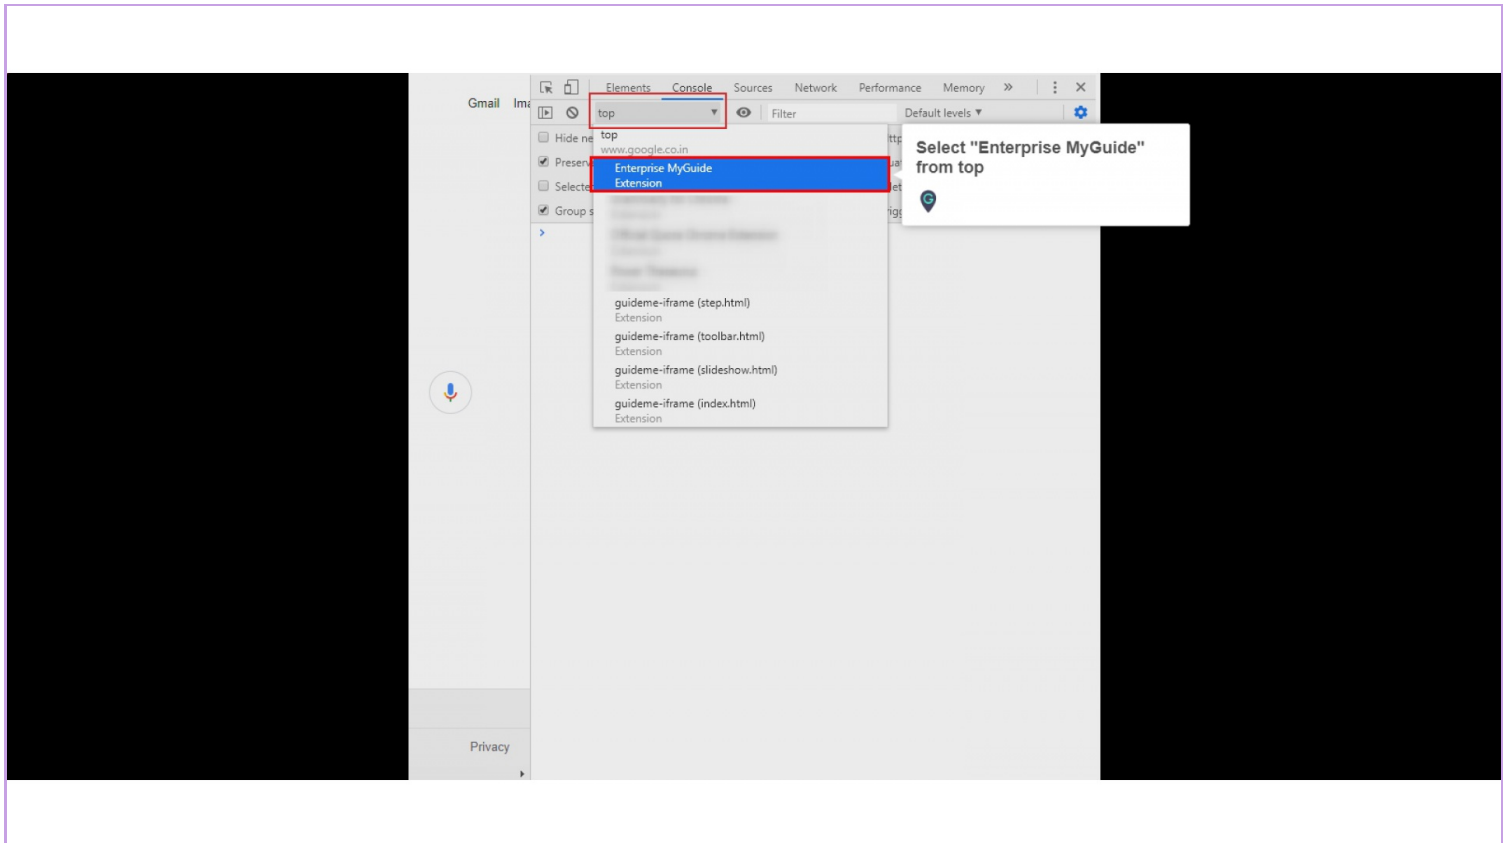 Gmail
Ima
Elements Console Sources Network Performance Memory »
top Filter Default levels
Hide ne
Preserv
Selecte
Group s
top
www.google.co.in
Enterprise MyGuide
Extension
guideme-iframe (step.html)
Extension
guideme-iframe (toolbar.html)
Extension
guideme-iframe (slideshow.html)
Extension
guideme-iframe (index.html)
Extension
Select "Enterprise MyGuide"
from top
G
Privacy